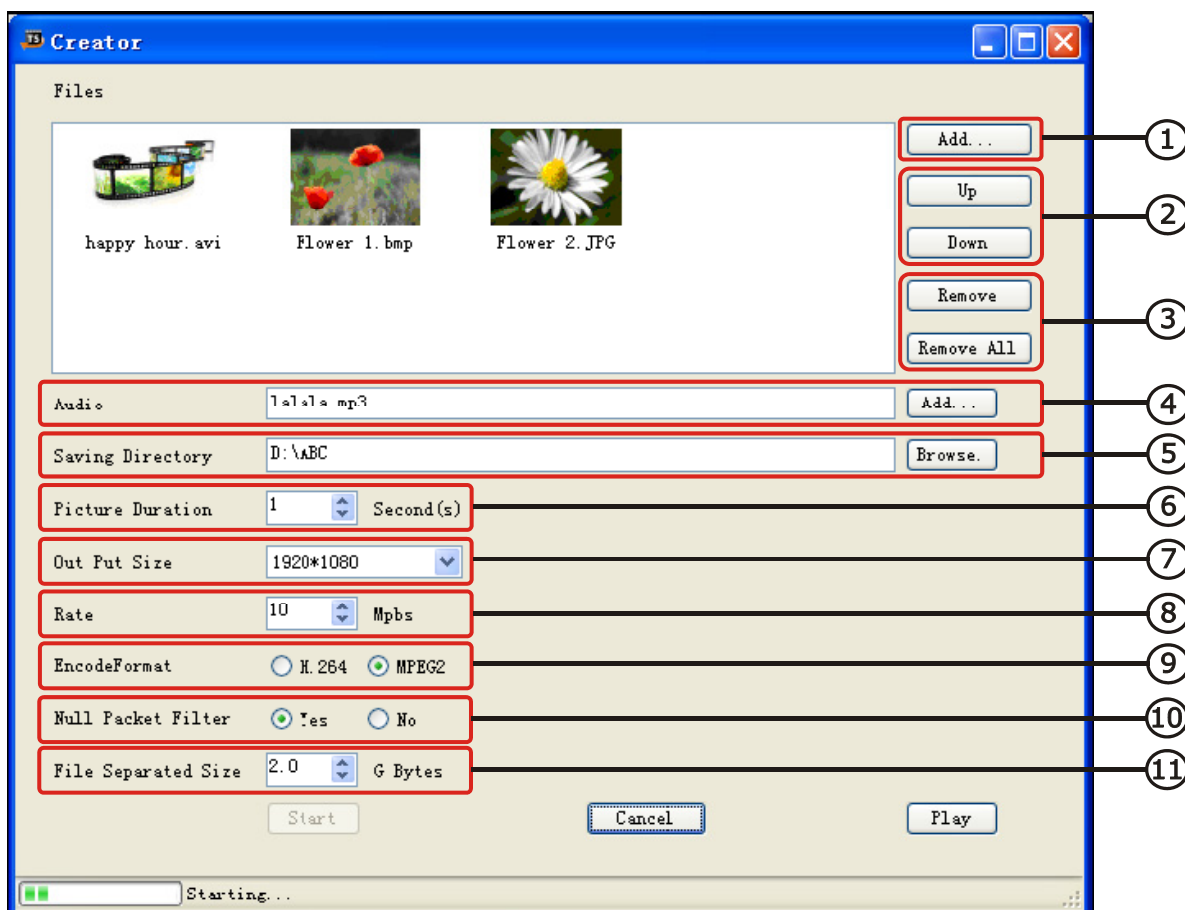 TS Creator
Files
Add...
Up
Down
Remove
Remove All
happy hour.avi Flower 1.bmp Flower 2.JPG
Audio lalala mp3 Add...
Saving Directory D:\ABC Browse.
Picture Duration 1 Second(s)
Out Put Size 1920*1080
Rate 10 Mpbs
EncodeFormat H.264 MPEG2
Null Packet Filter Yes No
File Separated Size 2.0 G Bytes
Start Cancel Play
Starting...
1
2
3
4
5
6
7
8
9
10
11